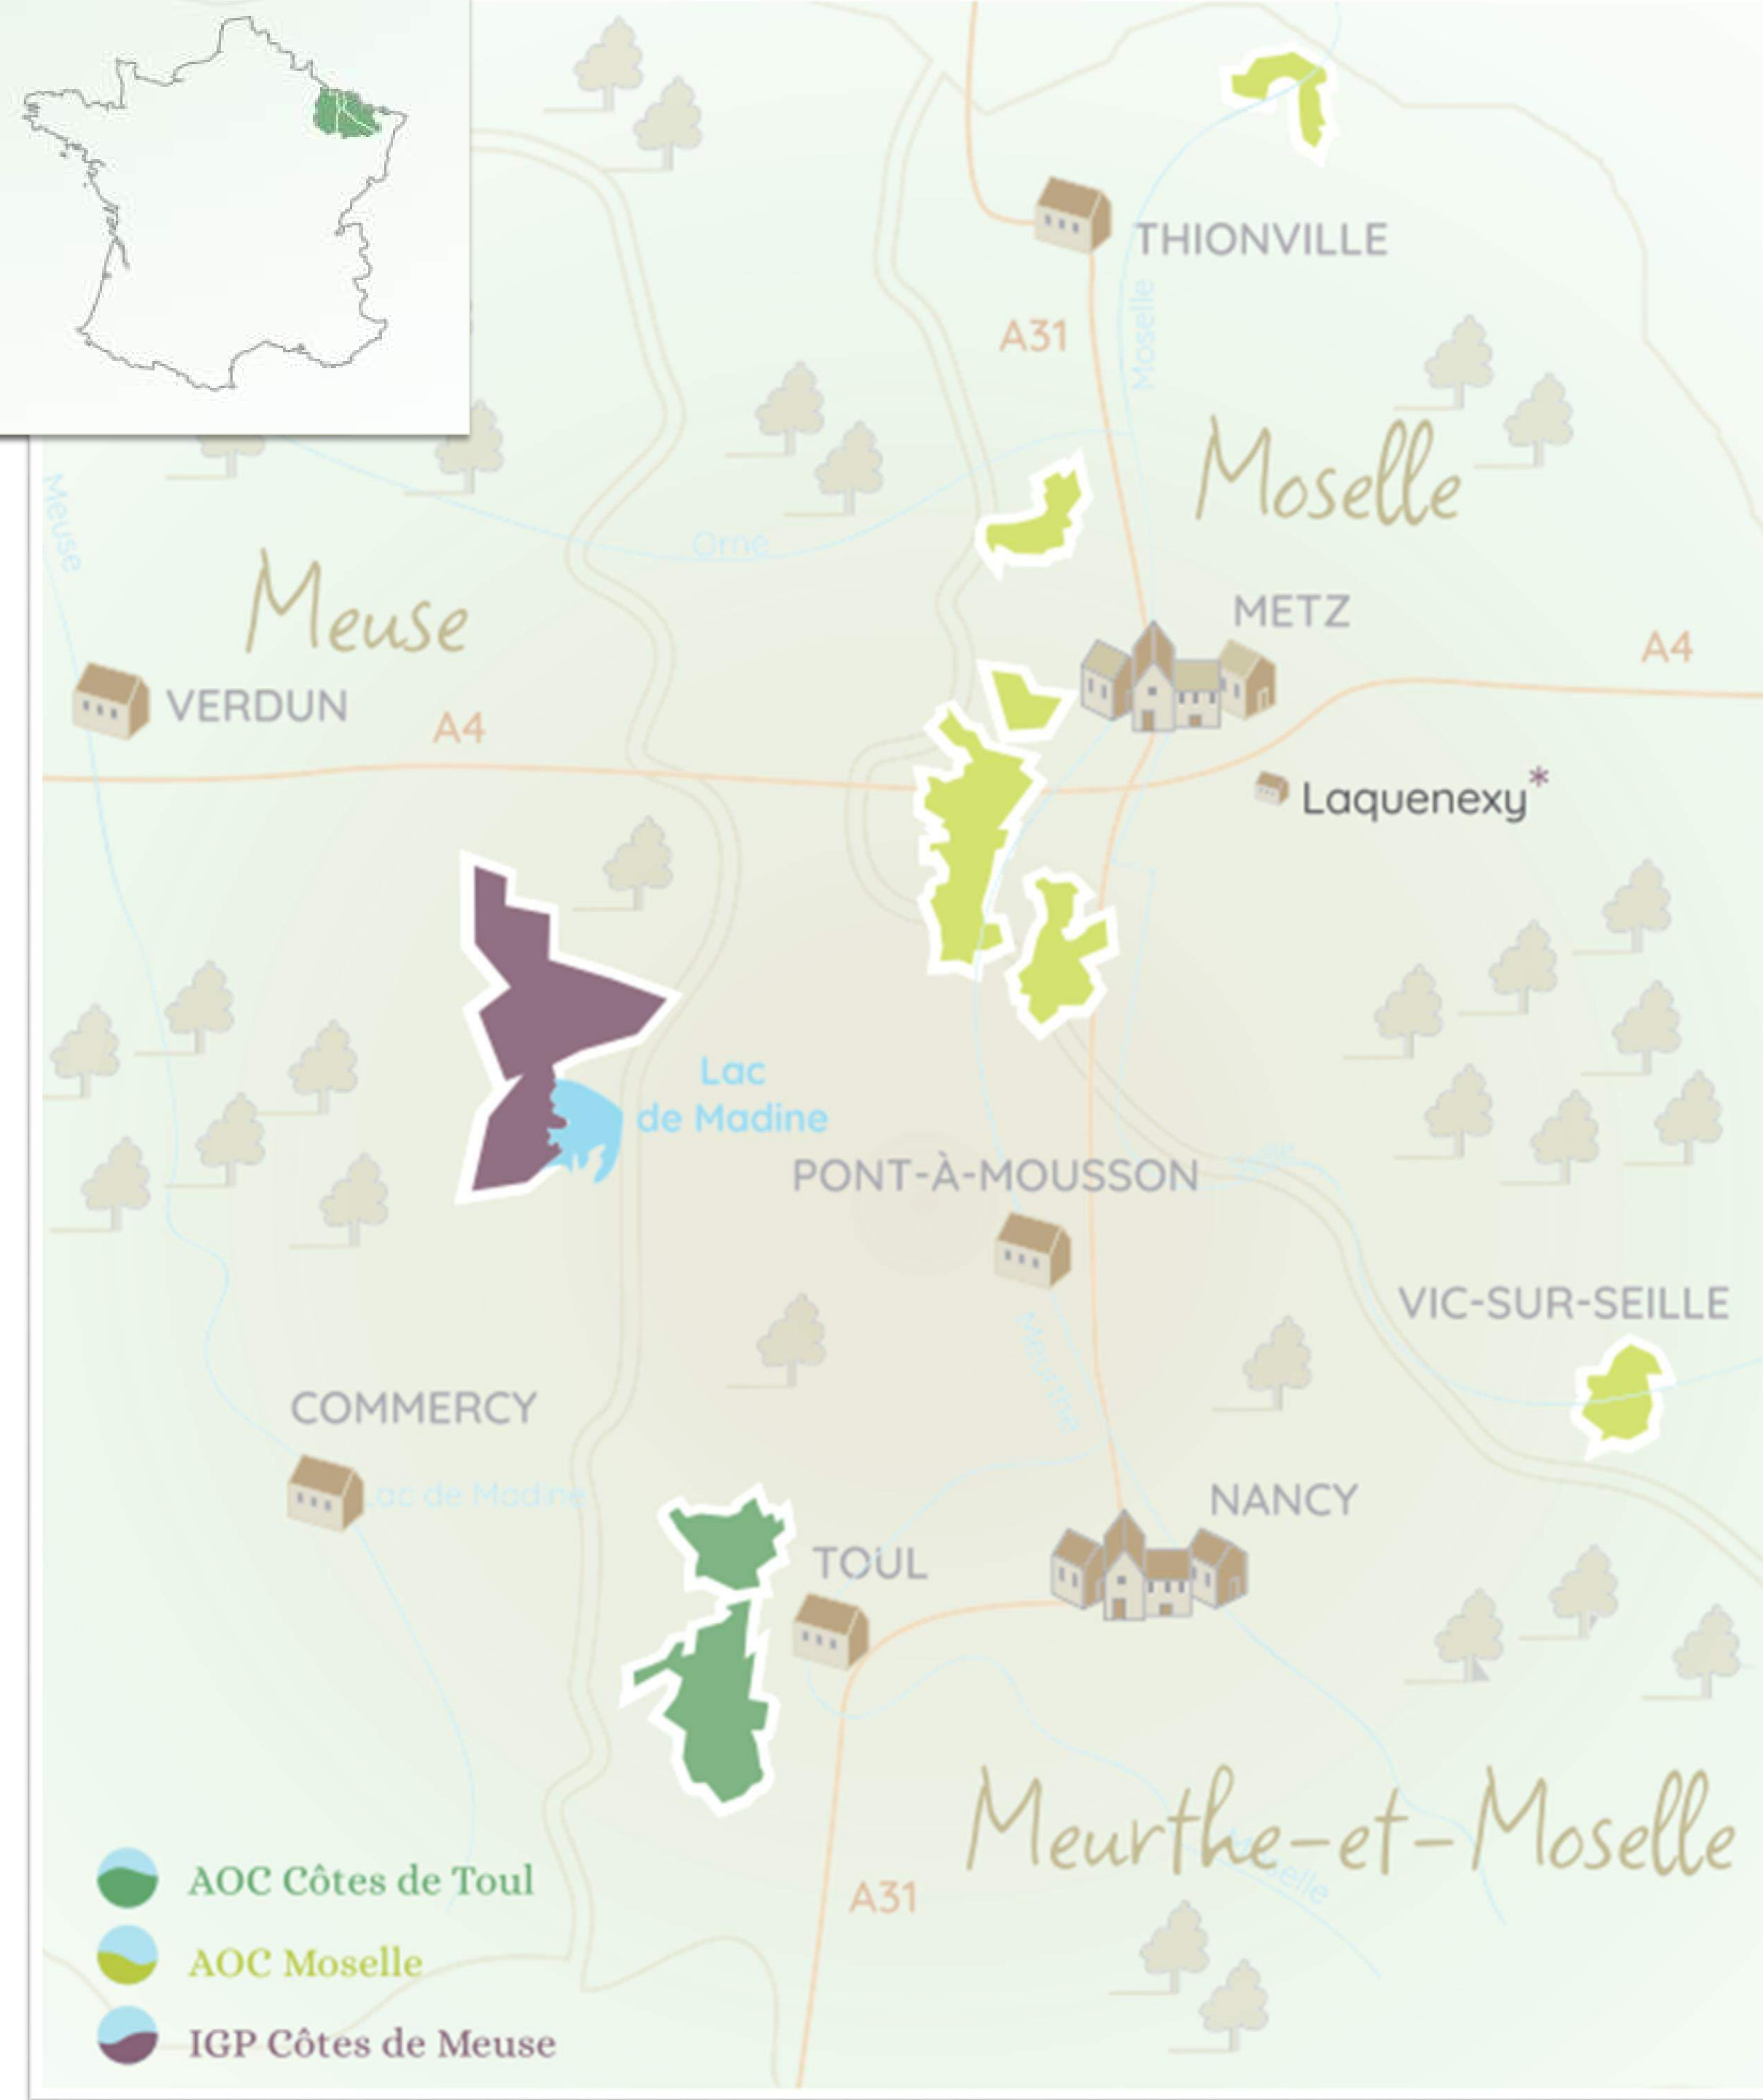 THIONVILLE
A31
Moselle
Moselle
Meuse
Orne
Meuse
METZ
A4
VERDUN
A4
Laquenexy*
Lac
de Madine
PONT-À-MOUSSON
VIC-SUR-SEILLE
Meurthe
COMMERCY
Lac de Madine
NANCY
TOUL
Meurthe-et-Moselle
Moselle
A31
AOC Côtes de Toul
AOC Moselle
IGP Côtes de Meuse